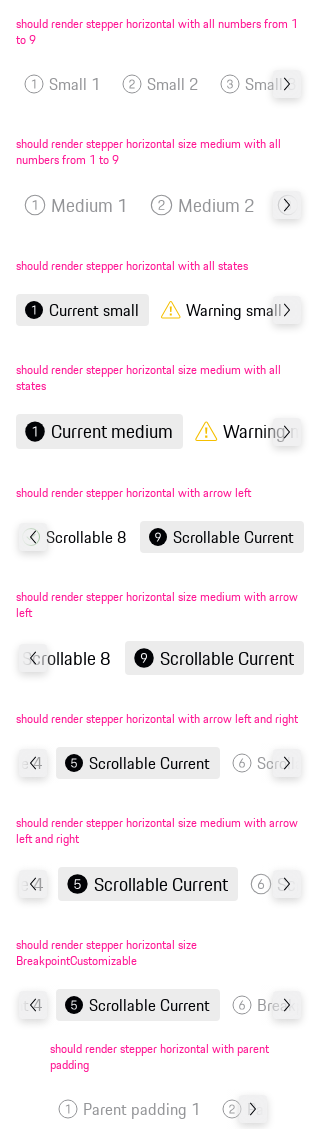 should render stepper horizontal with all numbers from 1
to 9
1 Small 1 2 Small 2 3 Small
should render stepper horizontal size medium with all
numbers from 1 to 9
1 Medium 1 2 Medium 2
should render stepper horizontal with all states
1 Current small Warning small
should render stepper horizontal size medium with all
states
1 Current medium Warning
should render stepper horizontal with arrow left
Scrollable 8 9 Scrollable Current
should render stepper horizontal size medium with arrow
left
Scrollable 8 9 Scrollable Current
should render stepper horizontal with arrow left and right
4 5 Scrollable Current 6
should render stepper horizontal size medium with arrow
left and right
4 5 Scrollable Current 6
should render stepper horizontal size
BreakpointCustomizable
4 5 Scrollable Current 6
should render stepper horizontal with parent
padding
1 Parent padding 1 2